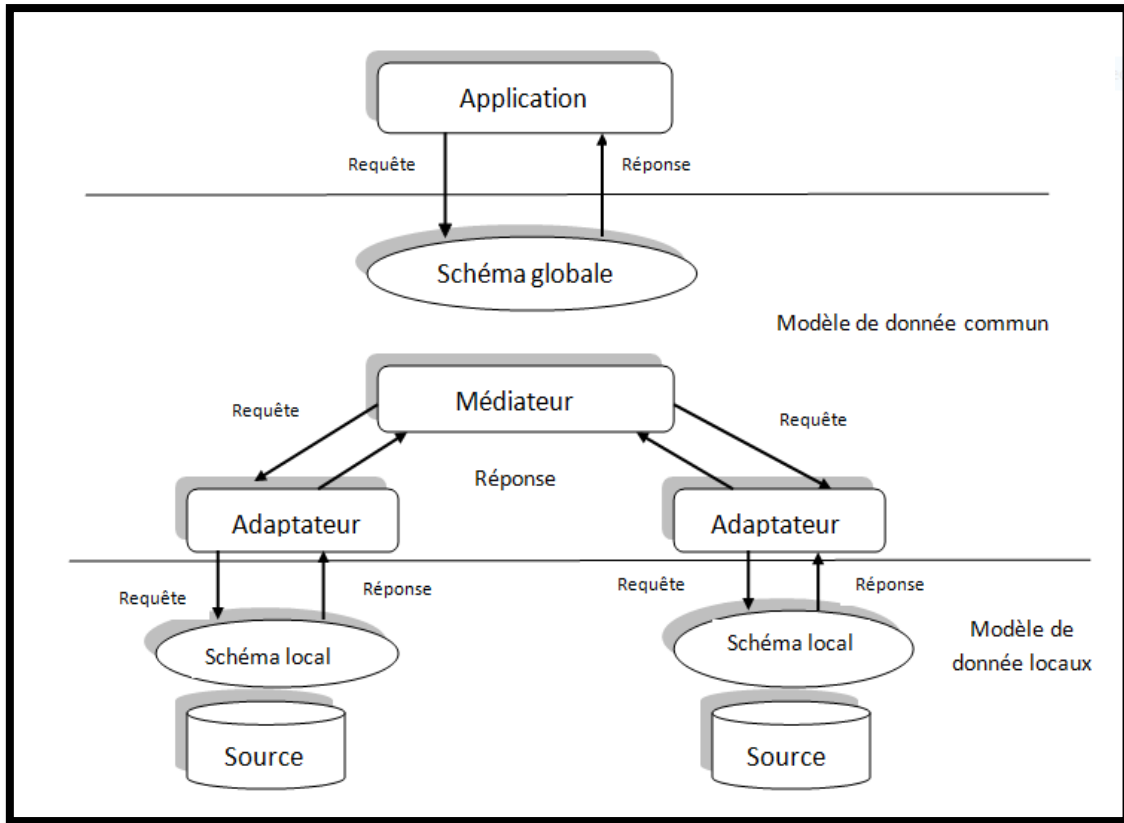 Application
Requête
Réponse
Schéma globale
Modèle de donnée commun
Médiateur
Requête
Requête
Réponse
Adaptateur
Adaptateur
Requête
Réponse
Requête
Réponse
Schéma local
Schéma local
Modèle de
donnée locaux
Source
Source